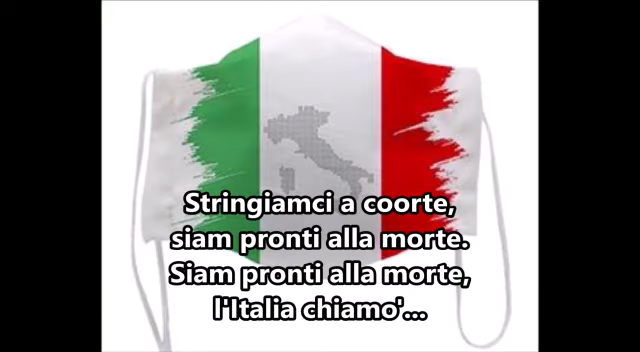 Stringiamci a coorte,
siam pronti alla morte.
Siam pronti alla morte,
l'Italia chiamo'...